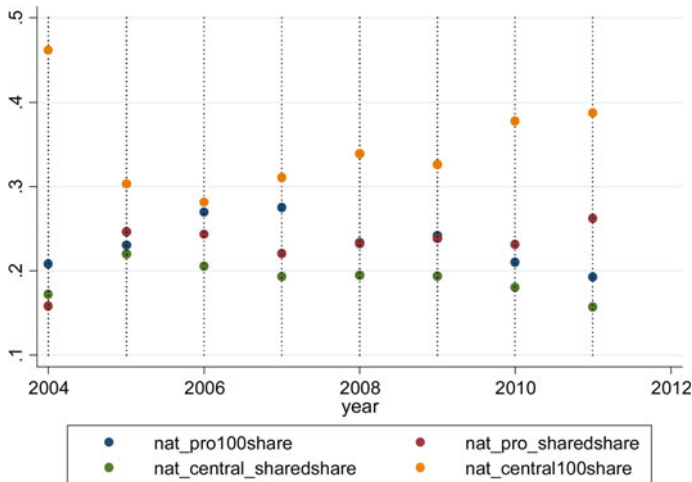 .5
.4
.3
.2
.1
2004 2006 2008 2010 2012
year
nat_pro100share nat_pro_sharedshare
nat_central_sharedshare nat_central100share